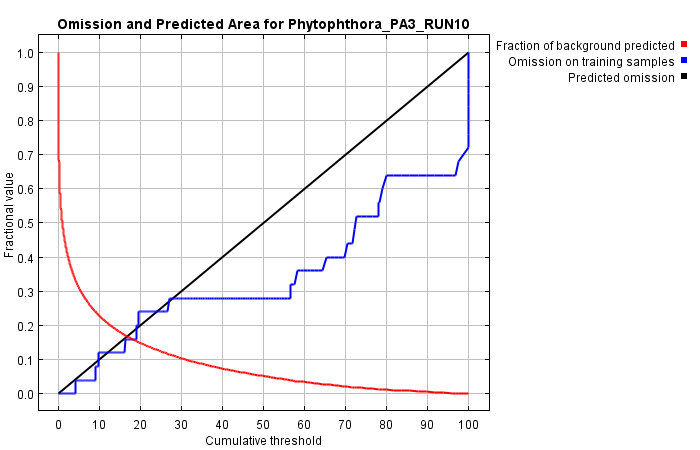 Omission and Predicted Area for Phytophthora_PA3_RUN10
Fraction of background predicted
Omission on training samples
Predicted omission
Fractional value
1.0
0.9
0.8
0.7
0.6
0.5
0.4
0.3
0.2
0.1
0.0
0 10 20 30 40 50 60 70 80 90 100
Cumulative threshold